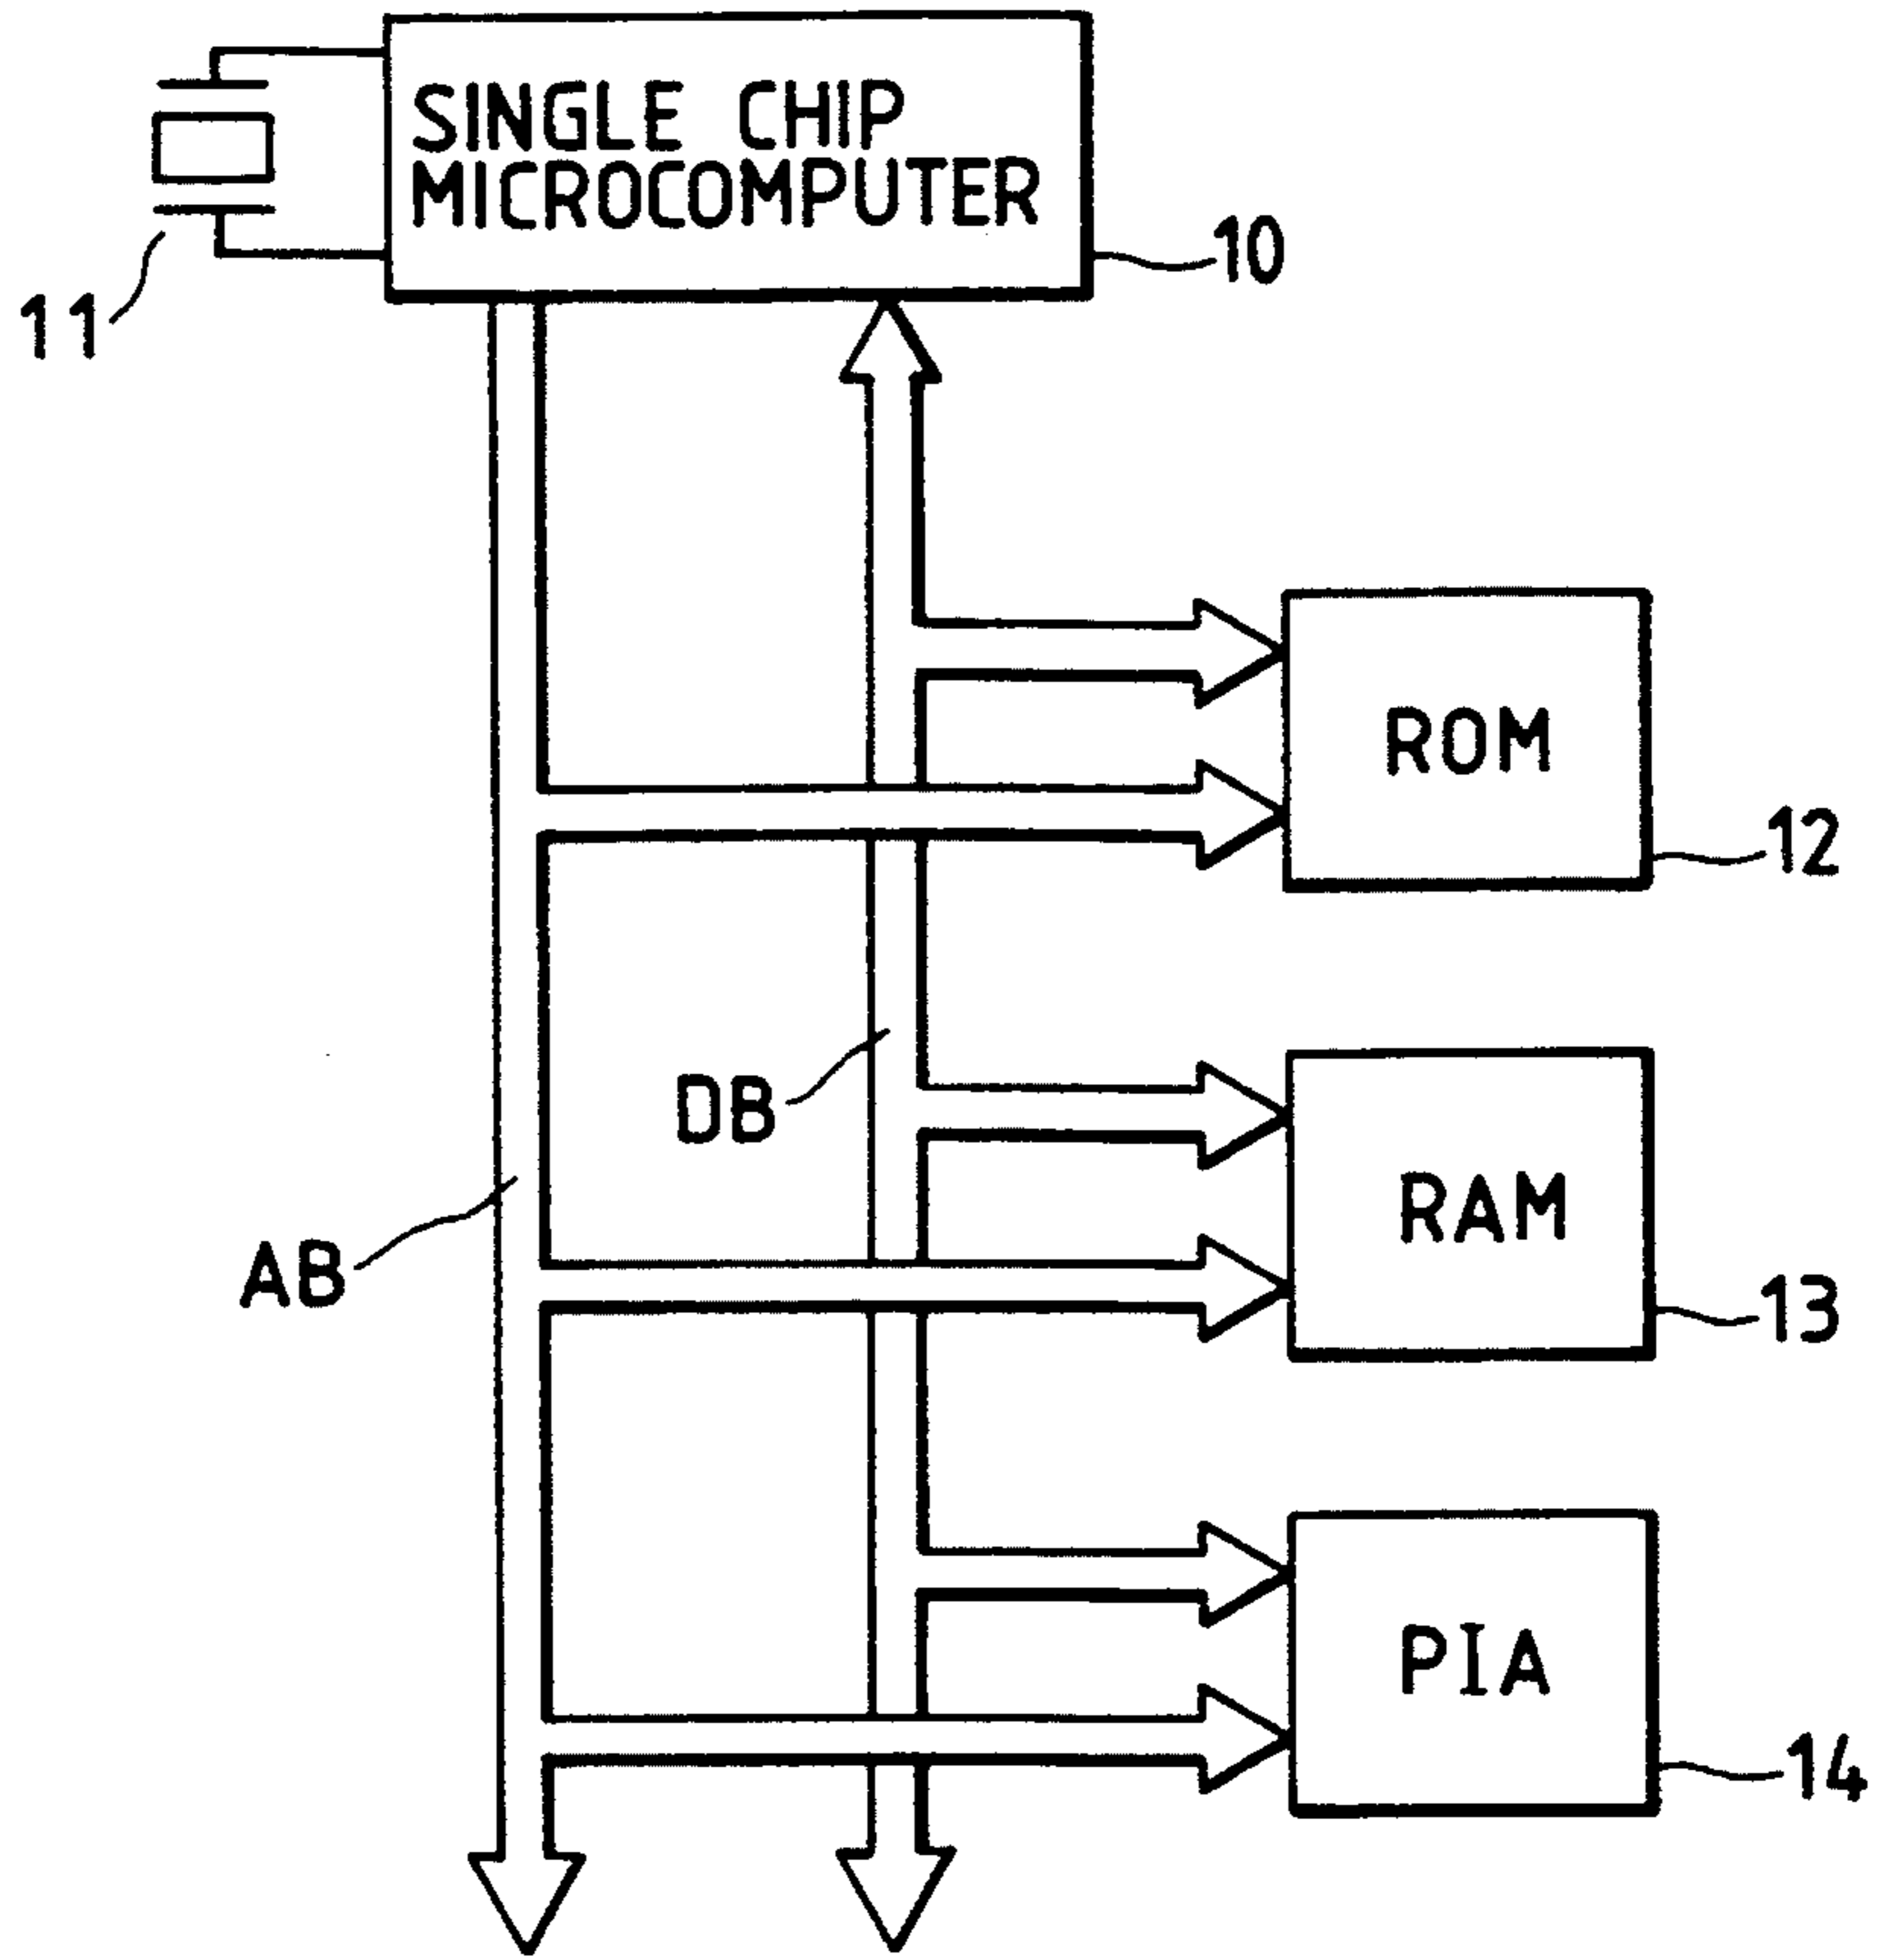 SINGLE CHIP
MICROCOMPUTER
10
11
ROM
12
DB
RAM
AB
13
PIA
14